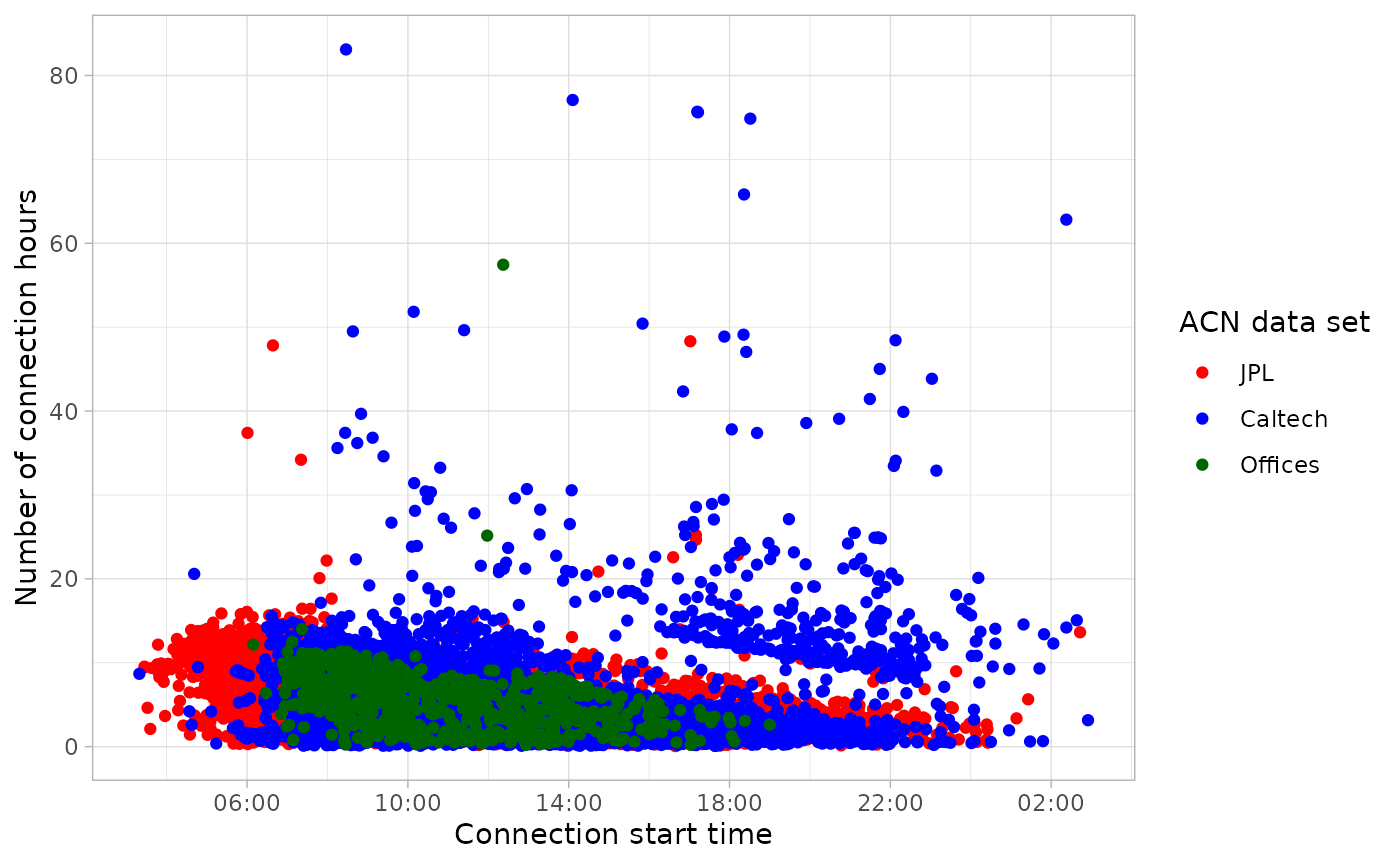 Number of connection hours
80
60
40
20
0
06:00 10:00 14:00 18:00 22:00 02:00
Connection start time
ACN data set
JPL
Caltech
Offices